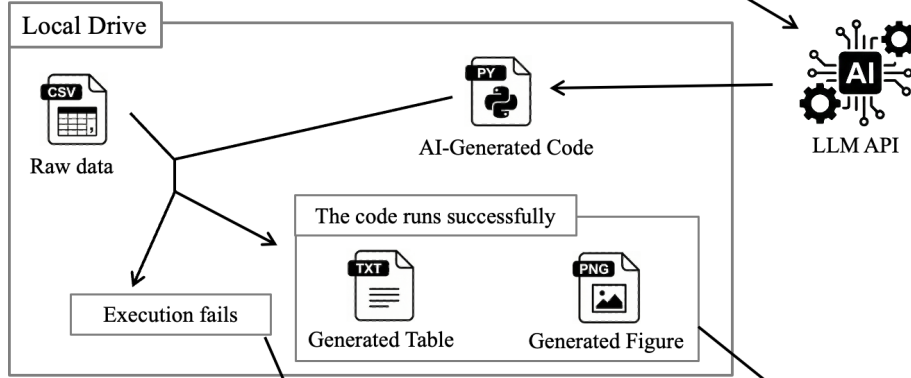 Local Drive
CSV
Raw data
PY
AI-Generated Code
AI
LLM API
The code runs successfully
TXT
Generated Table
PNG
Generated Figure
Execution fails